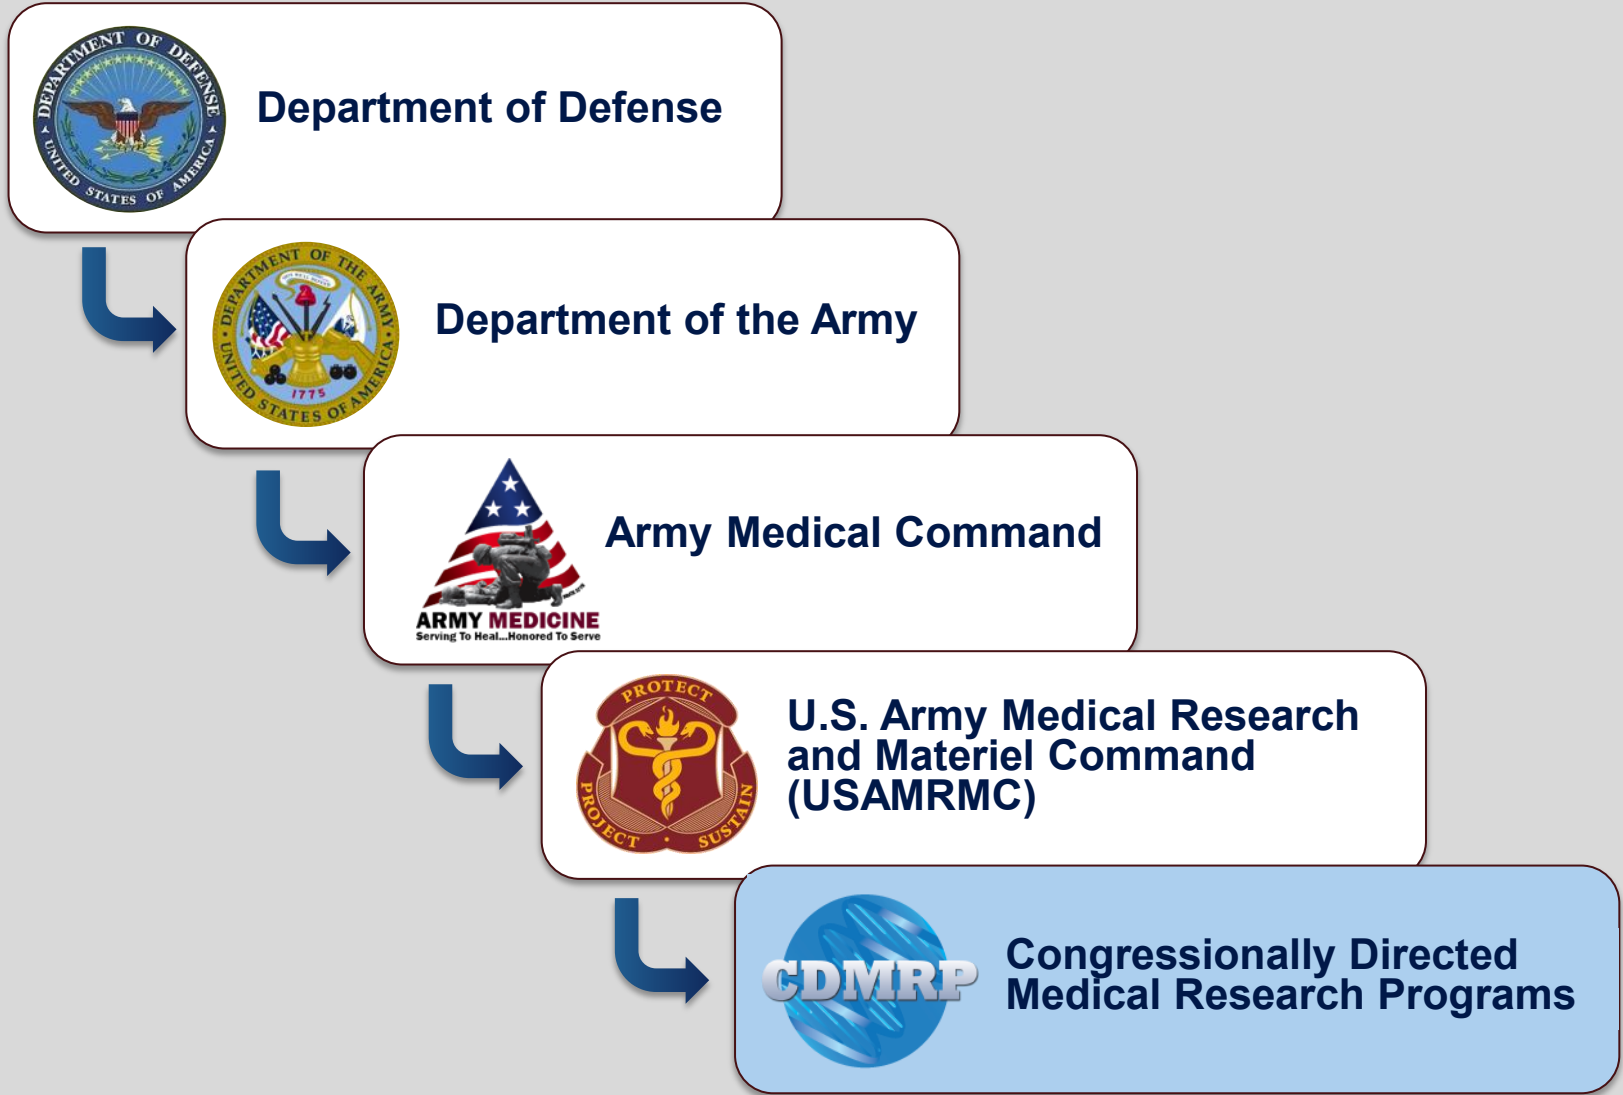 DEPARTMENT OF DEFENSE
UNITED STATES OF AMERICA
Department of Defense
DEPARTMENT OF THE ARMY
UNITED STATES OF AMERICA
1775
Department of the Army
ARMY MEDICINE
Serving To Heal...Honored To Serve
Army Medical Command
PROTECT
PROJECT · SUSTAIN
U.S. Army Medical Research
and Materiel Command
(USAMRMC)
CDMRP
Congressionally Directed
Medical Research Programs